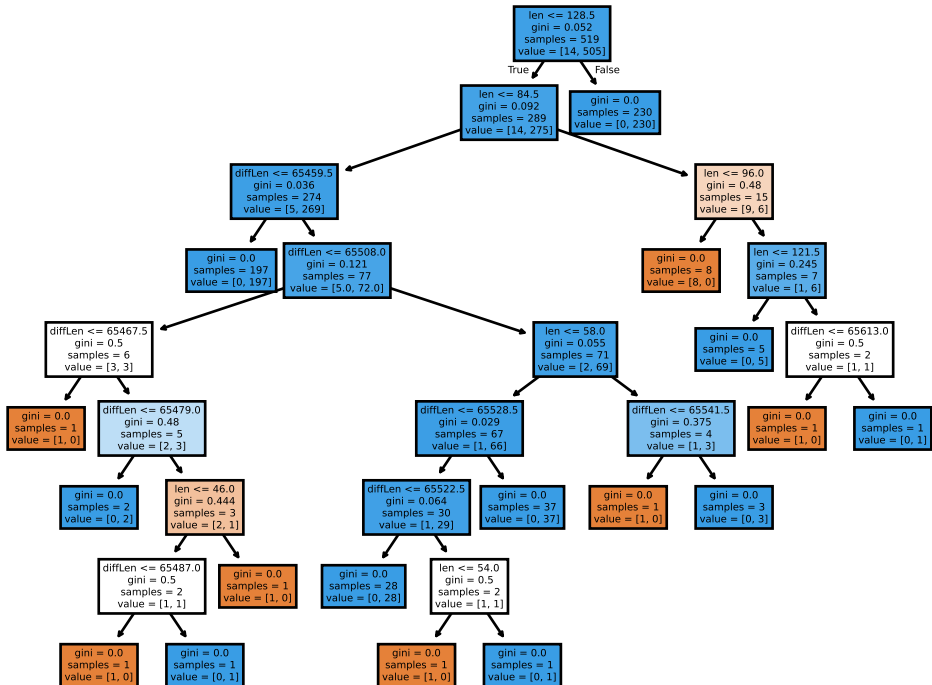 len <= 128.5
gini = 0.052
samples = 519
value = [14, 505]
True
False
len <= 84.5
gini = 0.092
samples = 289
value = [14, 275]
gini = 0.0
samples = 230
value = [0, 230]
diffLen <= 65459.5
gini = 0.036
samples = 274
value = [5, 269]
len <= 96.0
gini = 0.48
samples = 15
value = [9, 6]
gini = 0.0
samples = 197
value = [0, 197]
diffLen <= 65508.0
gini = 0.121
samples = 77
value = [5.0, 72.0]
gini = 0.0
samples = 8
value = [8, 0]
len <= 121.5
gini = 0.245
samples = 7
value = [1, 6]
diffLen <= 65467.5
gini = 0.5
samples = 6
value = [3, 3]
len <= 58.0
gini = 0.055
samples = 71
value = [2, 69]
gini = 0.0
samples = 5
value = [0, 5]
diffLen <= 65613.0
gini = 0.5
samples = 2
value = [1, 1]
gini = 0.0
samples = 1
value = [1, 0]
diffLen <= 65479.0
gini = 0.48
samples = 5
value = [2, 3]
diffLen <= 65528.5
gini = 0.029
samples = 67
value = [1, 66]
diffLen <= 65541.5
gini = 0.375
samples = 4
value = [1, 3]
gini = 0.0
samples = 1
value = [1, 0]
gini = 0.0
samples = 1
value = [0, 1]
gini = 0.0
samples = 2
value = [0, 2]
len <= 46.0
gini = 0.444
samples = 3
value = [2, 1]
diffLen <= 65522.5
gini = 0.064
samples = 30
value = [1, 29]
gini = 0.0
samples = 37
value = [0, 37]
gini = 0.0
samples = 1
value = [1, 0]
gini = 0.0
samples = 3
value = [0, 3]
diffLen <= 65487.0
gini = 0.5
samples = 2
value = [1, 1]
gini = 0.0
samples = 1
value = [1, 0]
gini = 0.0
samples = 28
value = [0, 28]
len <= 54.0
gini = 0.5
samples = 2
value = [1, 1]
gini = 0.0
samples = 1
value = [1, 0]
gini = 0.0
samples = 1
value = [0, 1]
gini = 0.0
samples = 1
value = [1, 0]
gini = 0.0
samples = 1
value = [0, 1]